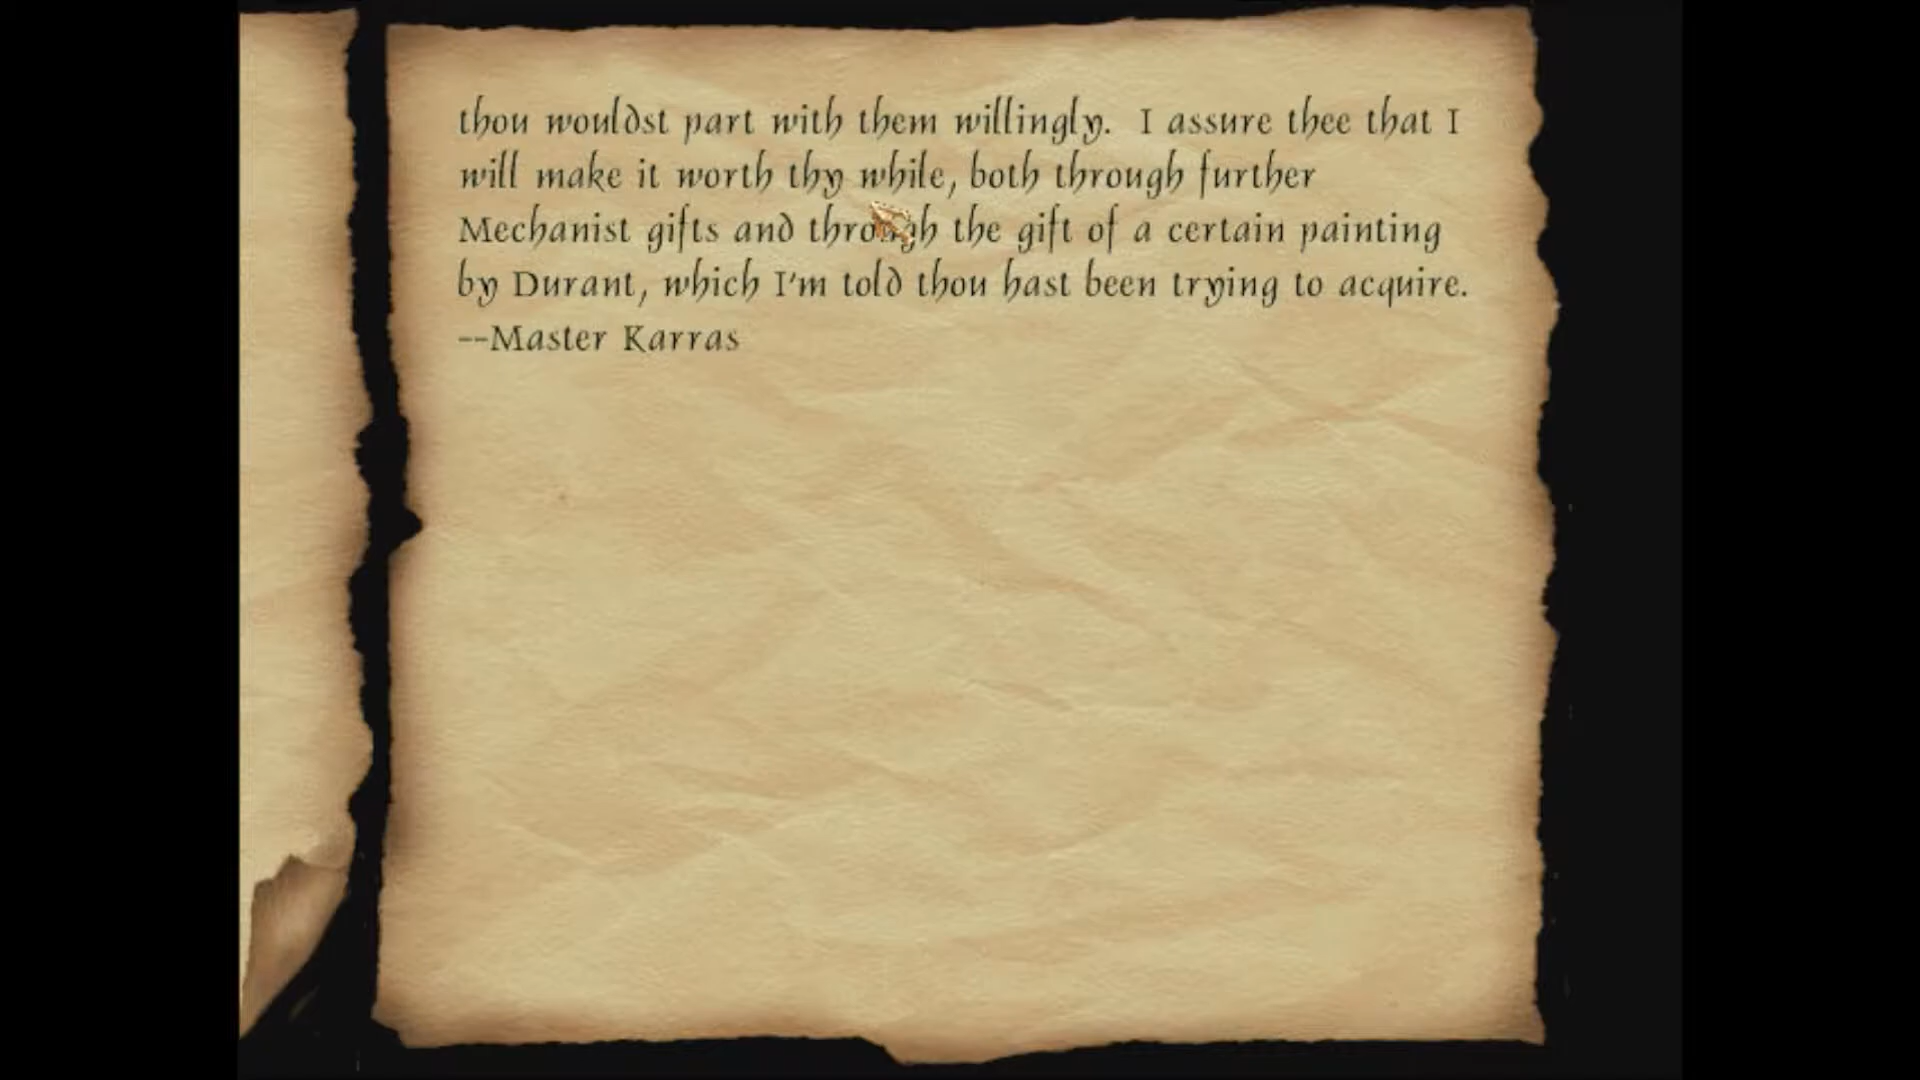 thou wouldst part with them willingly.  I assure thee that I
will make it worth thy while, both through further
Mechanist gifts and through the gift of a certain painting
by Durant, which I'm told thou hast been trying to acquire.
--Master Karras